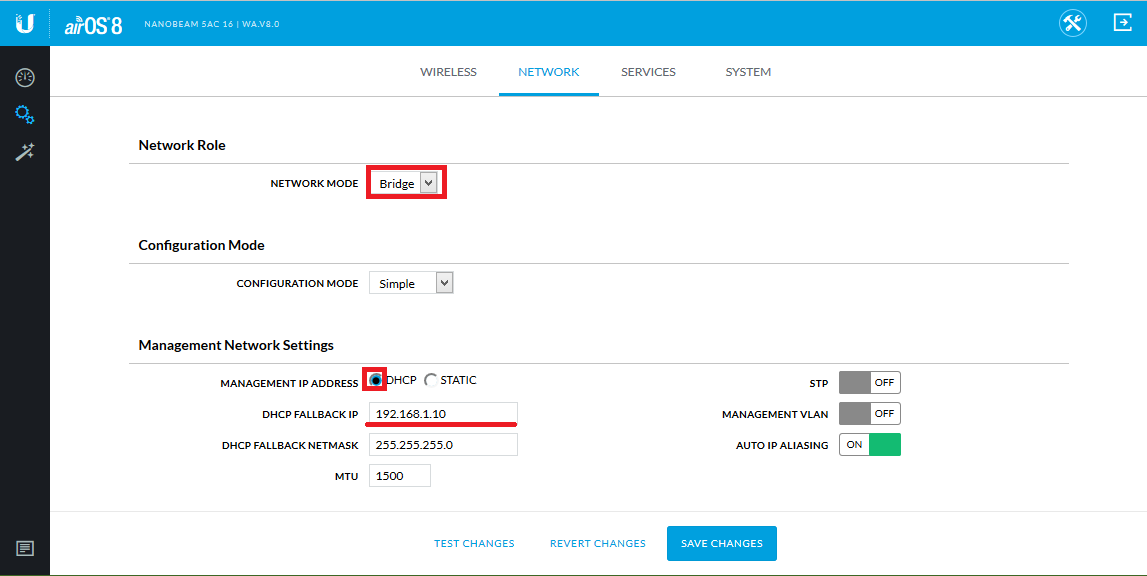 airOS 8 NANOBEAM 5AC 16 | WA.V8.0
WIRELESS NETWORK SERVICES SYSTEM
Network Role
NETWORK MODE Bridge
Configuration Mode
CONFIGURATION MODE Simple
Management Network Settings
MANAGEMENT IP ADDRESS DHCP STATIC STP OFF
DHCP FALLBACK IP 192.168.1.10 MANAGEMENT VLAN OFF
DHCP FALLBACK NETMASK 255.255.255.0 AUTO IP ALIASING ON
MTU 1500
TEST CHANGES REVERT CHANGES SAVE CHANGES